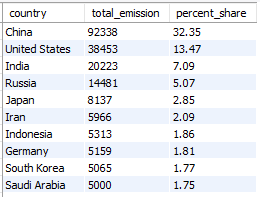 country total_emission percent_share
China 92338 32.35
United States 38453 13.47
India 20223 7.09
Russia 14481 5.07
Japan 8137 2.85
Iran 5966 2.09
Indonesia 5313 1.86
Germany 5159 1.81
South Korea 5065 1.77
Saudi Arabia 5000 1.75